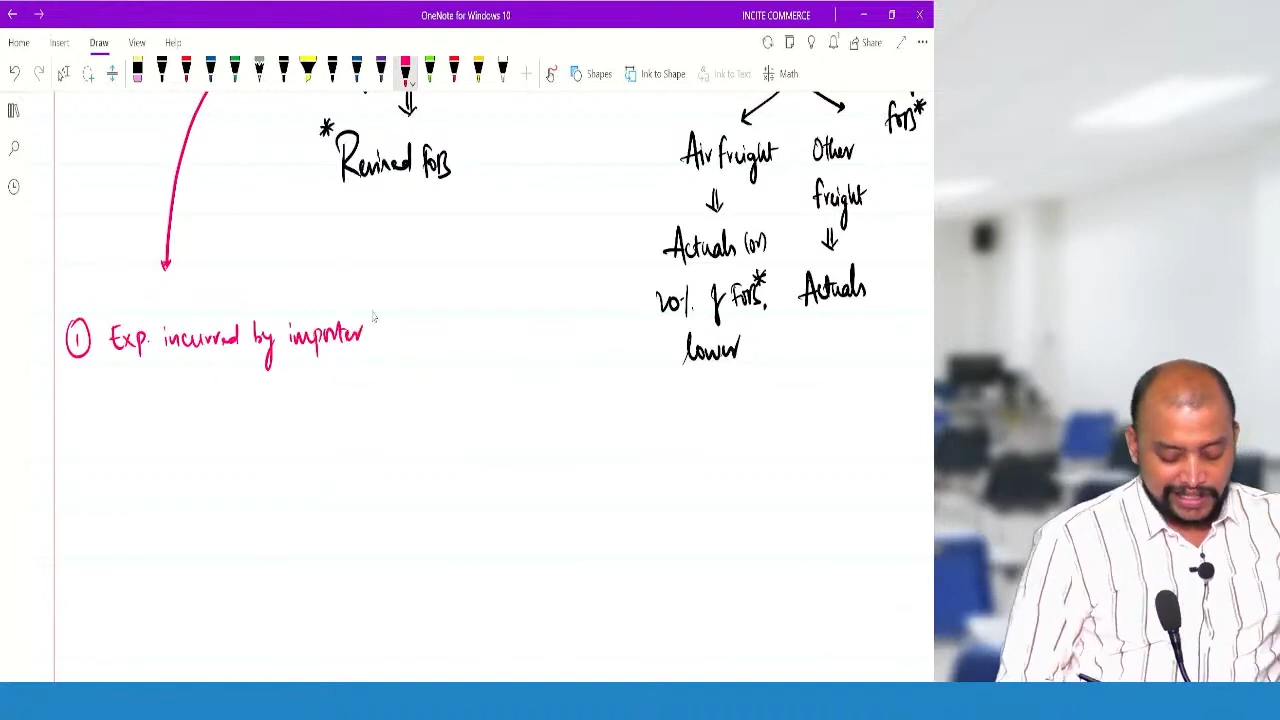 OneNote for Windows 10
INCITE COMMERCE
Home Insert Draw View Help
Share
Shapes
Ink to Shape
Ink to Text
Math
* Revised FOB
Air freight
⇓
Actuals (or)
20% of FOB*,
lower
Other
freight
⇓
Actuals
FOB*
① Exp. incurred by importer